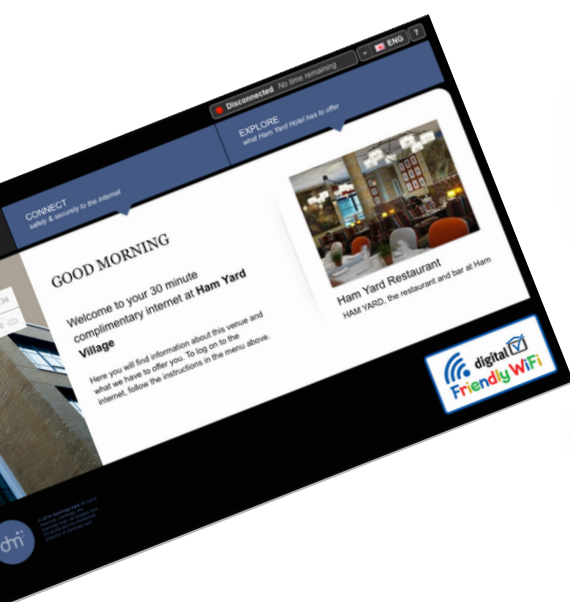 Disconnected No time remaining
ENG
?
CONNECT
safely & securely to the internet
EXPLORE
what Ham Yard Hotel has to offer
GOOD MORNING
Welcome to your 30 minute
complimentary internet at Ham Yard
Village
Here you will find information about this venue and
what we have to offer you. To log on to the
internet, follow the instructions in the menu above.
Ham Yard Restaurant
HAM YARD, the restaurant and bar at Ham
digital
Friendly WiFi